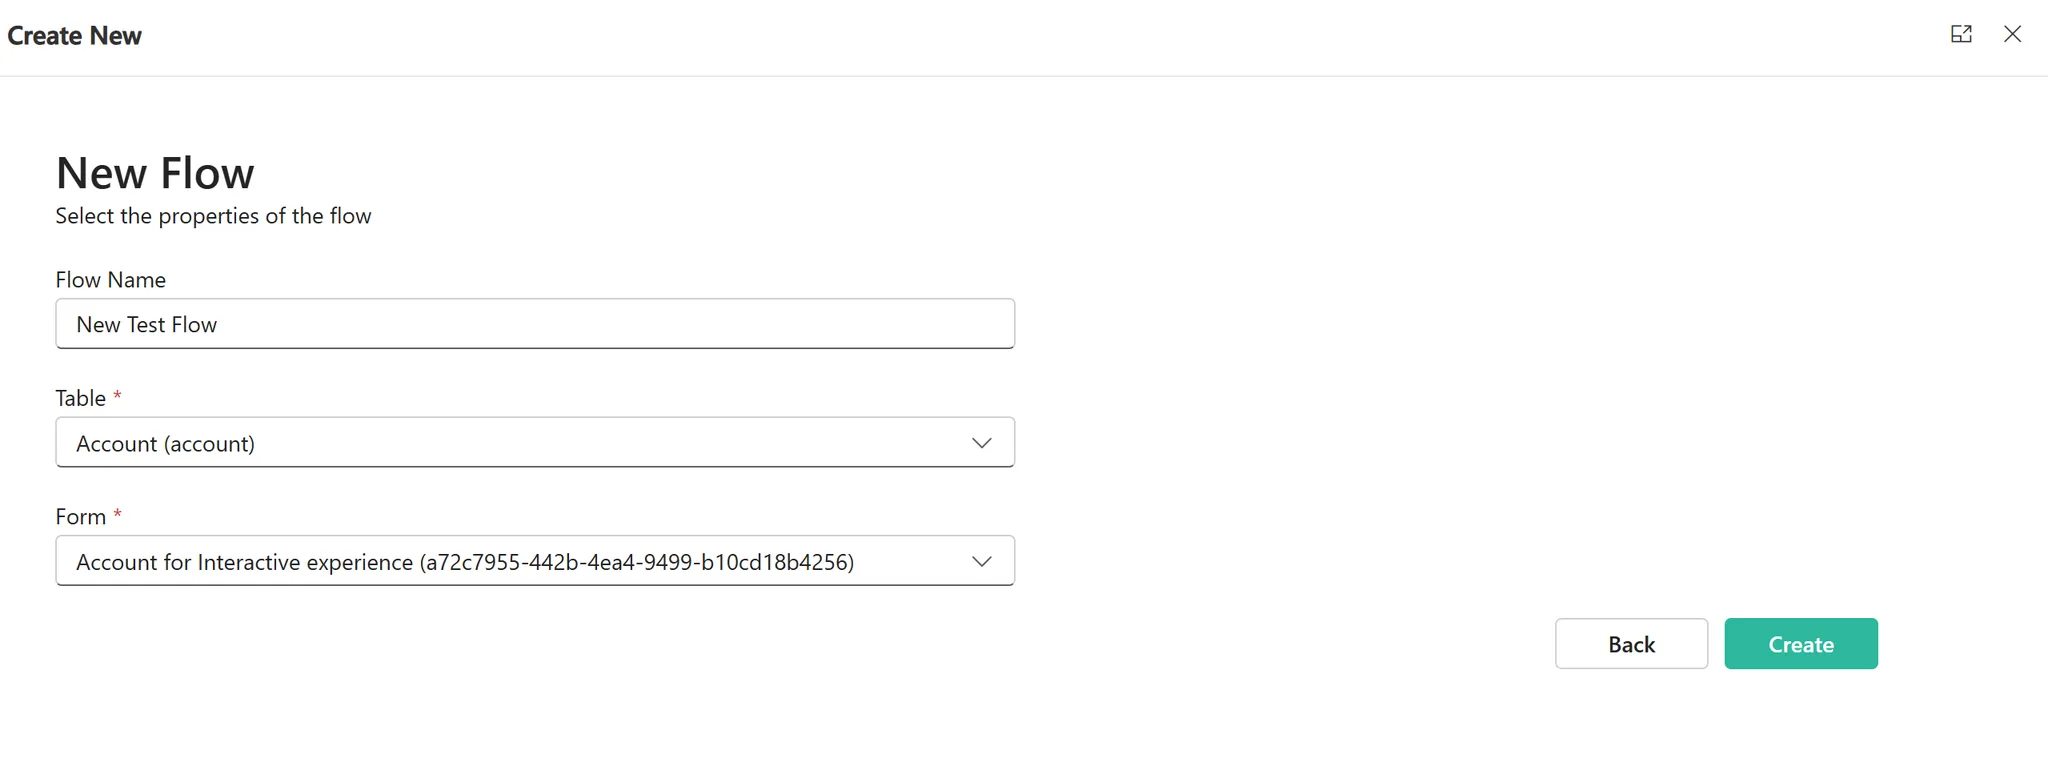 Create New
New Flow
Select the properties of the flow
Flow Name
New Test Flow
Table *
Account (account)
Form *
Account for Interactive experience (a72c7955-442b-4ea4-9499-b10cd18b4256)
Back
Create